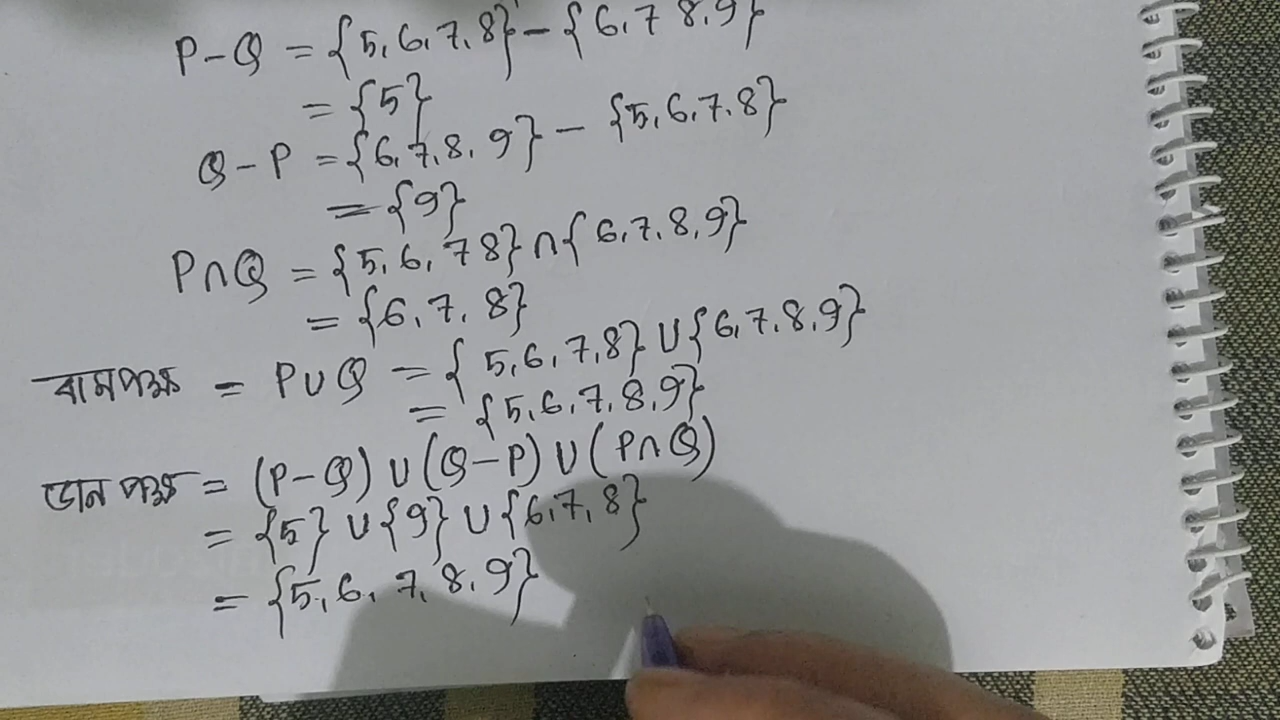 P-Q = {5,6,7,8} - {6,7 8,9}
= {5}
Q-P = {6,7,8,9} - {5,6,7,8}
= {9}
P∩Q = {5,6,7 8} ∩ {6,7,8,9}
= {6,7,8}
বামপক্ষ = P∪Q = {5,6,7,8} ∪ {6,7,8,9}
= {5,6,7,8,9}
ডানপক্ষ = (P-Q) ∪ (Q-P) ∪ (P∩Q)
= {5} ∪ {9} ∪ {6,7,8}
= {5,6,7,8,9}